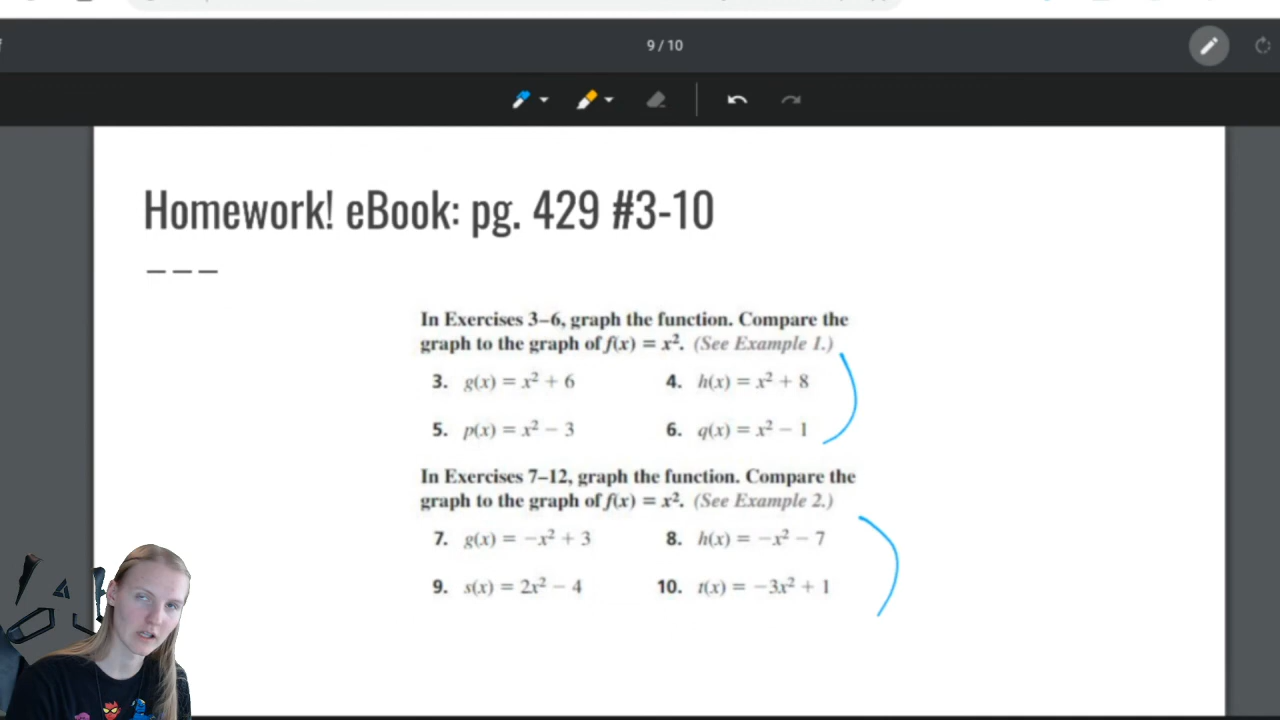 9 / 10
Homework! eBook: pg. 429 #3-10
In Exercises 3–6, graph the function. Compare the
graph to the graph of f(x) = x². (See Example 1.)
3. g(x) = x² + 6 4. h(x) = x² + 8
5. p(x) = x² − 3 6. q(x) = x² − 1
In Exercises 7–12, graph the function. Compare the
graph to the graph of f(x) = x². (See Example 2.)
7. g(x) = −x² + 3 8. h(x) = −x² − 7
9. s(x) = 2x² − 4 10. t(x) = −3x² + 1